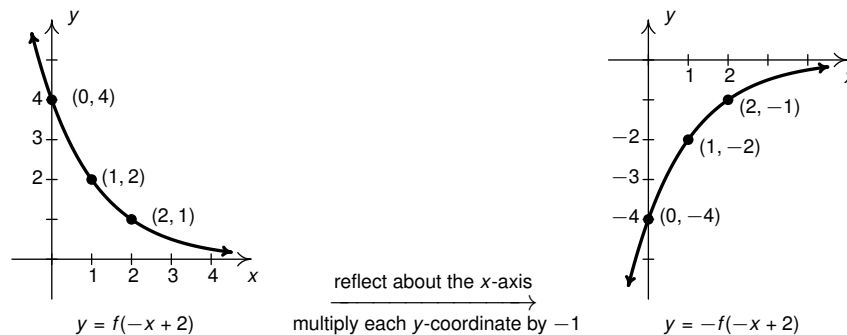 y
4
(0, 4)
3
(1, 2)
2
(2, 1)
1 2 3 4 x
y = f(−x + 2)
reflect about the x-axis
multiply each y-coordinate by −1
y
1 2 x
(2, −1)
−2
(1, −2)
−3
−4
(0, −4)
y = −f(−x + 2)